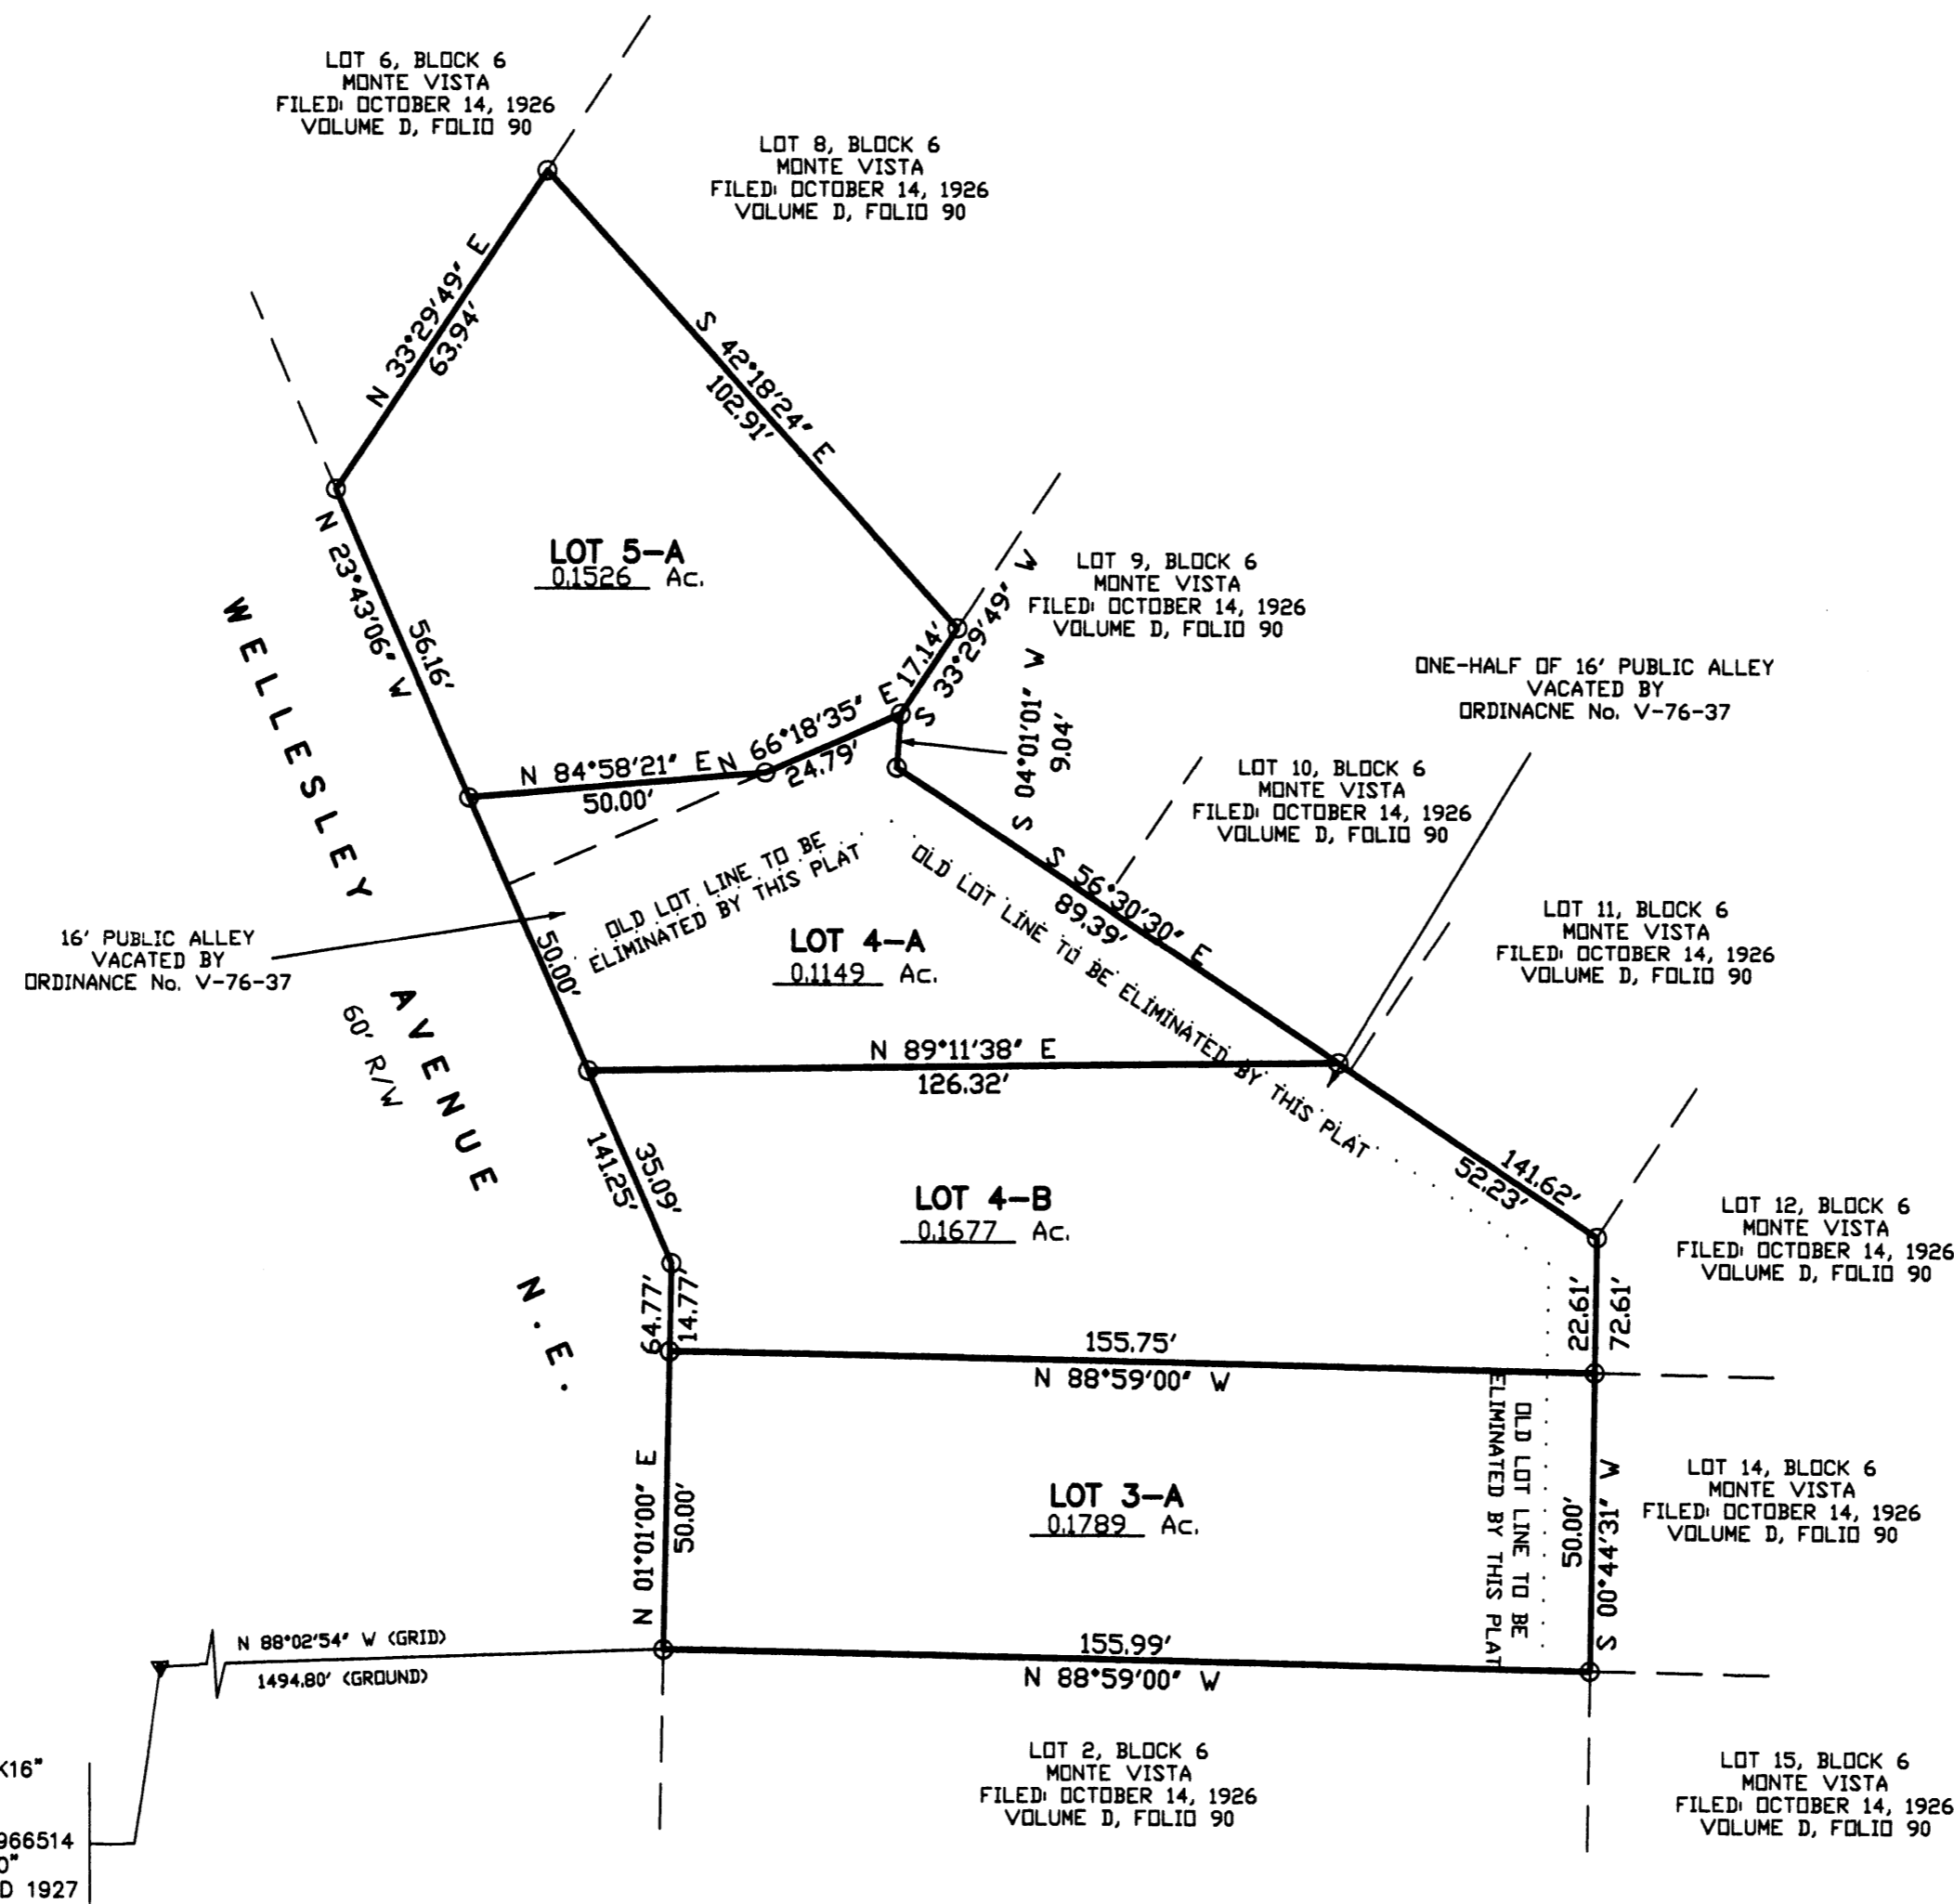 LOT 6, BLOCK 6
MONTE VISTA
FILED: OCTOBER 14, 1926
VOLUME D, FOLIO 90
LOT 8, BLOCK 6
MONTE VISTA
FILED: OCTOBER 14, 1926
VOLUME D, FOLIO 90
N 33°29'49" E
63.94'
S 42°18'24" E
102.91'
LOT 5-A
0.1526 Ac.
N 23°43'06" W
56.16'
LOT 9, BLOCK 6
MONTE VISTA
FILED: OCTOBER 14, 1926
VOLUME D, FOLIO 90
17.14'
S 33°29'49" W
S 04°01'01" W
9.04'
N 84°58'21" E
50.00'
N 66°18'35" E
24.79'
ONE-HALF OF 16' PUBLIC ALLEY
VACATED BY
ORDINACNE No. V-76-37
LOT 10, BLOCK 6
MONTE VISTA
FILED: OCTOBER 14, 1926
VOLUME D, FOLIO 90
WELLESLEY AVENUE N.E.
60' R/W
OLD LOT LINE TO BE
ELIMINATED BY THIS PLAT
OLD LOT LINE TO BE ELIMINATED BY THIS PLAT
S 56°30'30" E
89.39'
16' PUBLIC ALLEY
VACATED BY
ORDINANCE No. V-76-37
50.00'
LOT 4-A
0.1149 Ac.
LOT 11, BLOCK 6
MONTE VISTA
FILED: OCTOBER 14, 1926
VOLUME D, FOLIO 90
N 89°11'38" E
126.32'
35.09'
141.25'
141.62'
52.23'
LOT 4-B
0.1677 Ac.
LOT 12, BLOCK 6
MONTE VISTA
FILED: OCTOBER 14, 1926
VOLUME D, FOLIO 90
64.77'
14.77'
22.61'
72.61'
155.75'
N 88°59'00" W
N 01°01'00" E
50.00'
LOT 3-A
0.1789 Ac.
OLD LOT LINE TO BE
ELIMINATED BY THIS PLAT
50.00'
S 00°44'31" W
LOT 14, BLOCK 6
MONTE VISTA
FILED: OCTOBER 14, 1926
VOLUME D, FOLIO 90
N 88°02'54" W (GRID)
1494.80' (GROUND)
155.99'
N 88°59'00" W
LOT 2, BLOCK 6
MONTE VISTA
FILED: OCTOBER 14, 1926
VOLUME D, FOLIO 90
LOT 15, BLOCK 6
MONTE VISTA
FILED: OCTOBER 14, 1926
VOLUME D, FOLIO 90
X16"
966514
0"
D 1927